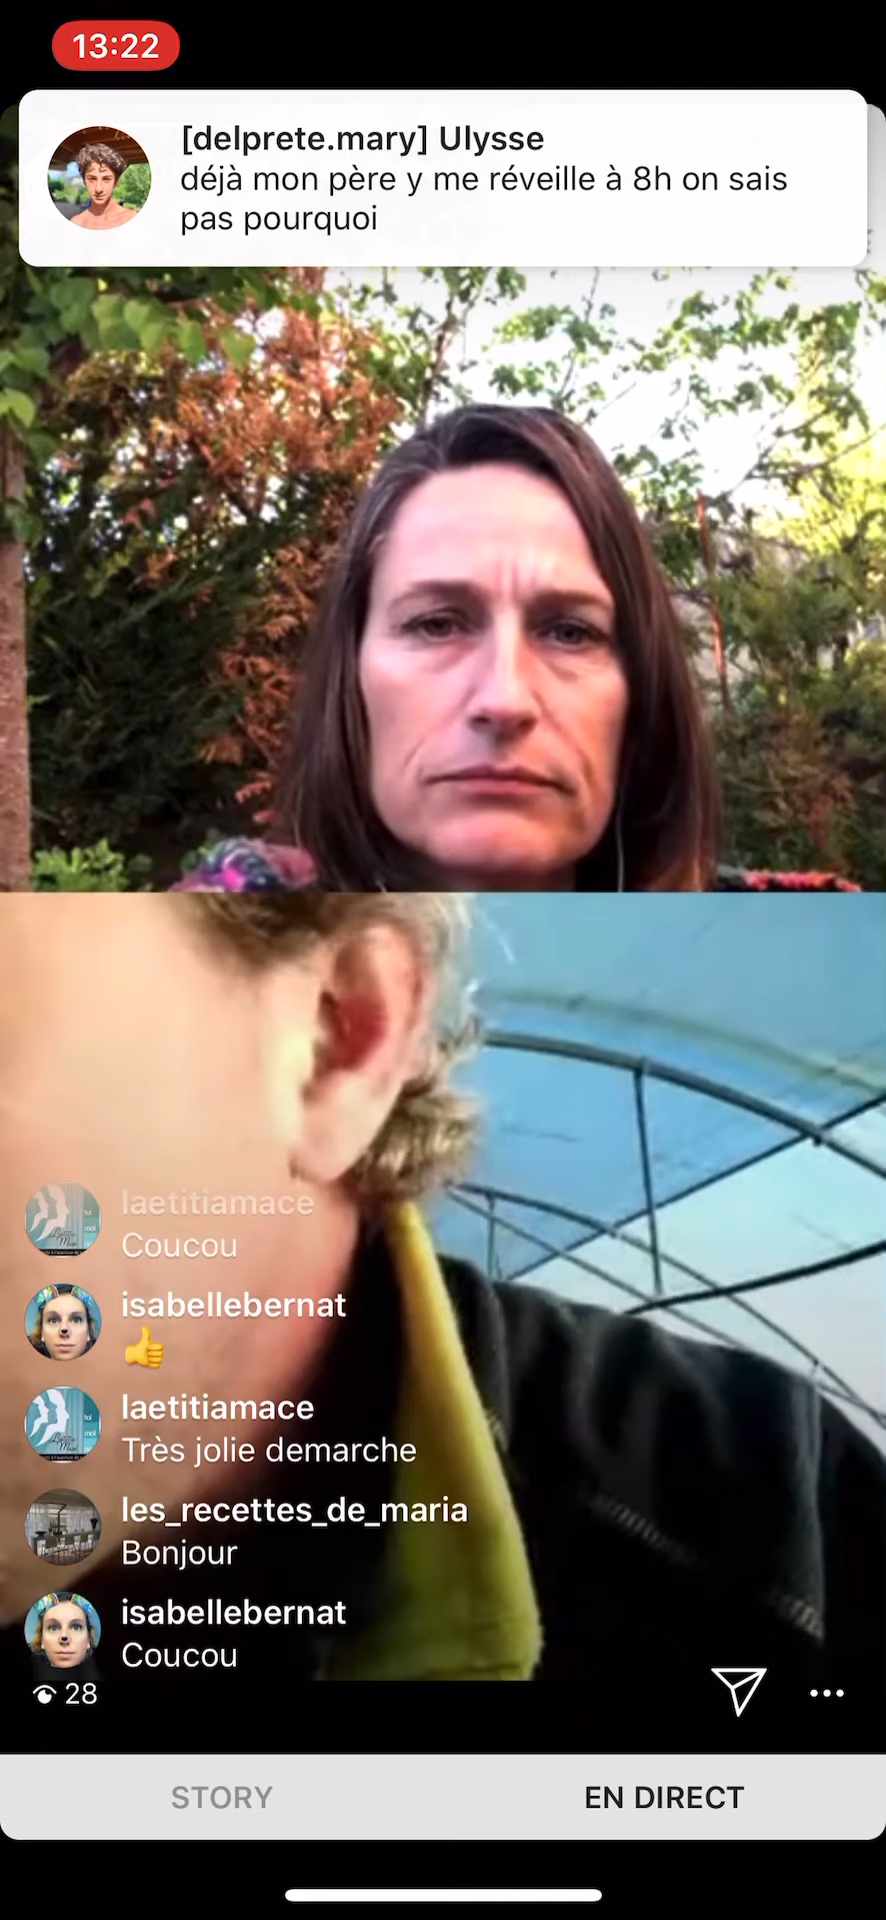 13:22
[delprete.mary] Ulysse
déjà mon père y me réveille à 8h on sais
pas pourquoi
laetitiamace
Coucou
isabellebernat
👍
laetitiamace
Très jolie demarche
les_recettes_de_maria
Bonjour
isabellebernat
Coucou
28
STORY
EN DIRECT